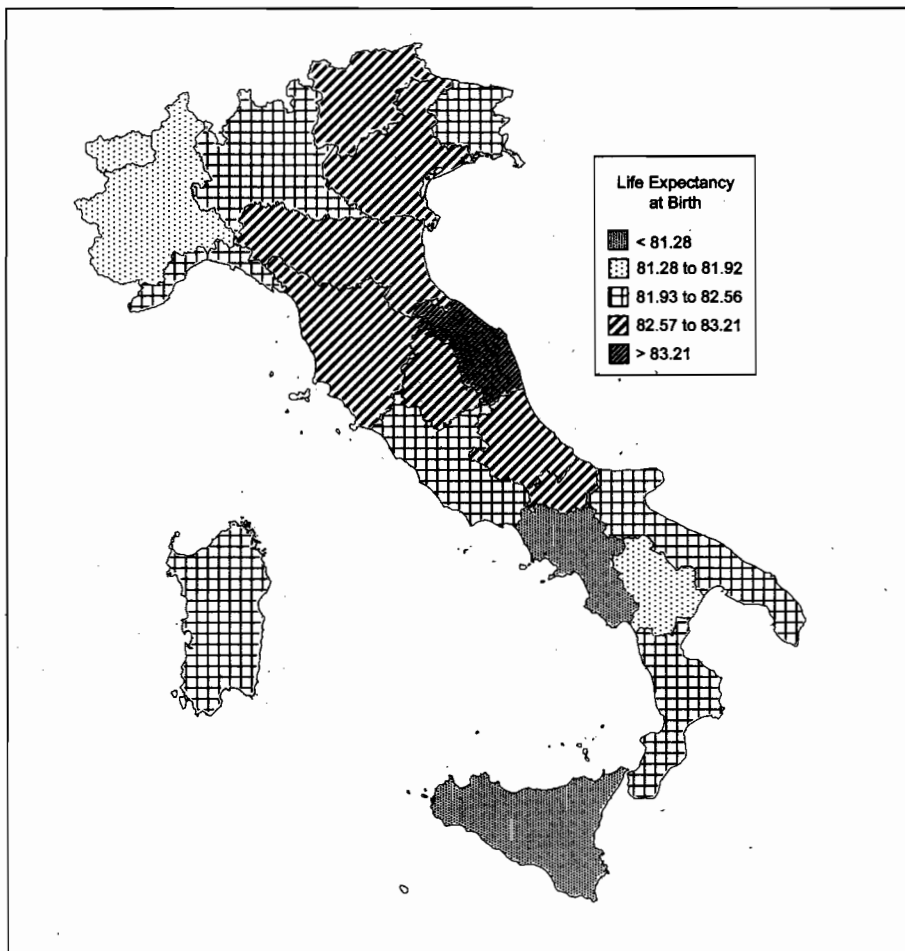 Life Expectancy
at Birth
< 81.28
81.28 to 81.92
81.93 to 82.56
82.57 to 83.21
> 83.21